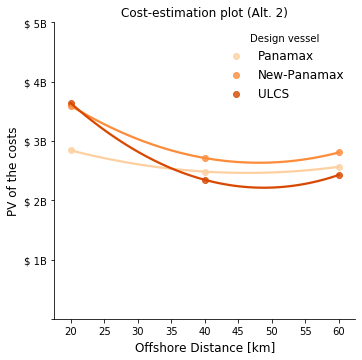 Cost-estimation plot (Alt. 2)
$ 5B
$ 4B
$ 3B
$ 2B
$ 1B
PV of the costs
Design vessel
Panamax
New-Panamax
ULCS
20 25 30 35 40 45 50 55 60
Offshore Distance [km]